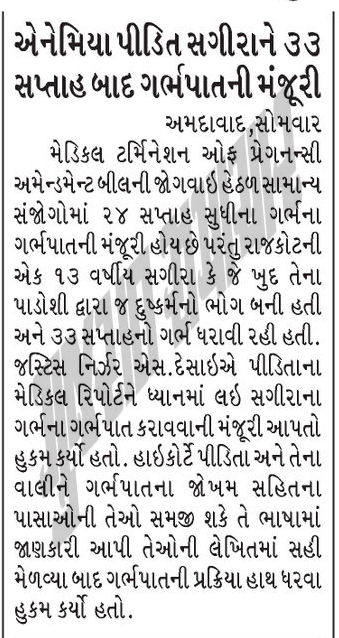 એનેમિયા પીડિત સગીરાને ૩૩
સપ્તાહ બાદ ગર્ભપાતની મંજૂરી
અમદાવાદ,સોમવાર
મેડિકલ ટર્મિનેશન ઓફ પ્રેગનન્સી
અમેન્ડમેન્ટ બીલની જોગવાઇ હેઠળ સામાન્ય
સંજોગોમાં ૨૪ સપ્તાહ સુધીના ગર્ભના
ગર્ભપાતની મંજૂરી હોય છે પરંતુ રાજકોટની
એક ૧૩ વર્ષીય સગીરા કે જે ખુદ તેના
પાડોશી દ્વારા જ દુષ્કર્મનો ભોગ બની હતી
અને ૩૩ સપ્તાહનો ગર્ભ ધરાવી રહી હતી.
જસ્ટિસ નિર્ઝર એસ.દેસાઇએ પીડિતાના
મેડિકલ રિપોર્ટને ધ્યાનમાં લઇ સગીરાના
ગર્ભના ગર્ભપાત કરાવવાની મંજૂરી આપતો
હુકમ કર્યો હતો. હાઇકોર્ટે પીડિતા અને તેના
વાલીને ગર્ભપાતના જોખમ સહિતના
પાસાઓની તેઓ સમજી શકે તે ભાષામાં
જાણકારી આપી તેઓની લેખિતમાં સહી
મેળવ્યા બાદ ગર્ભપાતની પ્રક્રિયા હાથ ધરવા
હુકમ કર્યો હતો.